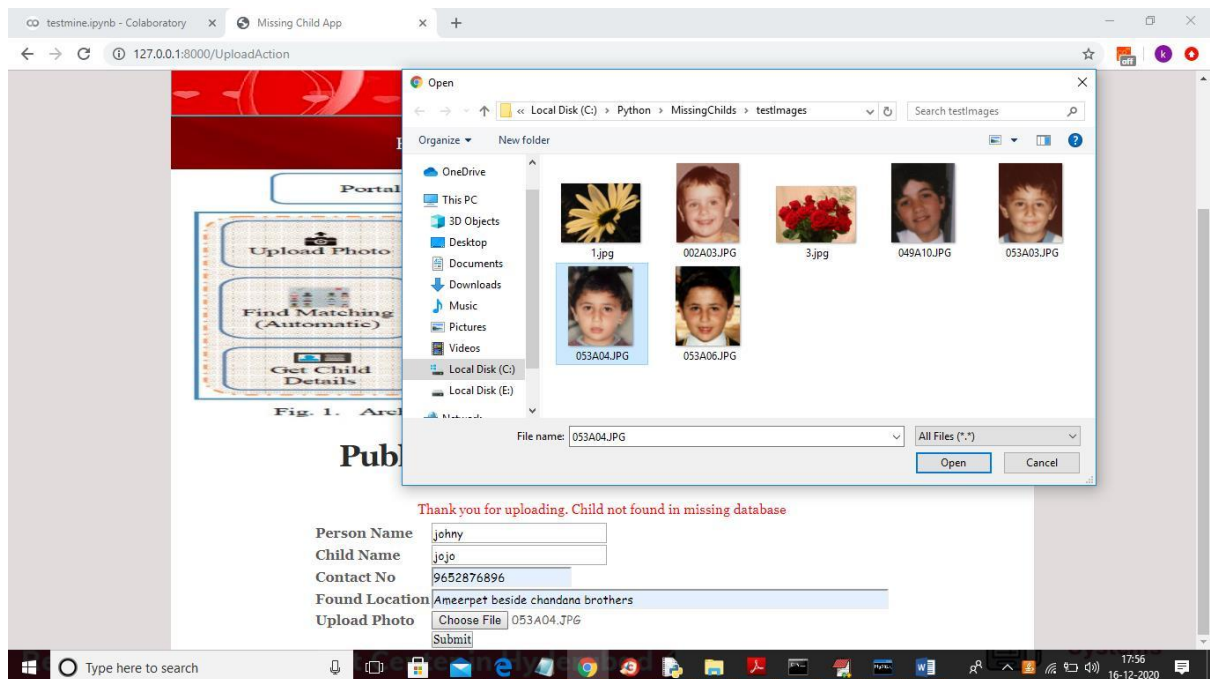 testmine.ipynb - Colaboratory
Missing Child App
127.0.0.1:8000/UploadAction
off
k
Open
« Local Disk (C:) › Python › MissingChilds › testImages
Search testImages
Organize
New folder
OneDrive
This PC
3D Objects
Desktop
Documents
Downloads
Music
Pictures
Videos
Local Disk (C:)
Local Disk (E:)
Network
1.jpg
002A03.JPG
3.jpg
049A10.JPG
053A03.JPG
053A04.JPG
053A06.JPG
File name: 053A04.JPG
All Files (*.*)
Open
Cancel
Portal
Upload Photo
Find Matching
(Automatic)
Get Child
Details
Fig. 1.
Publ
Thank you for uploading. Child not found in missing database
Person Name johny
Child Name jojo
Contact No 9652876896
Found Location Ameerpet beside chandana brothers
Upload Photo Choose File 053A04.JPG
Submit
Type here to search
17:56
16-12-2020